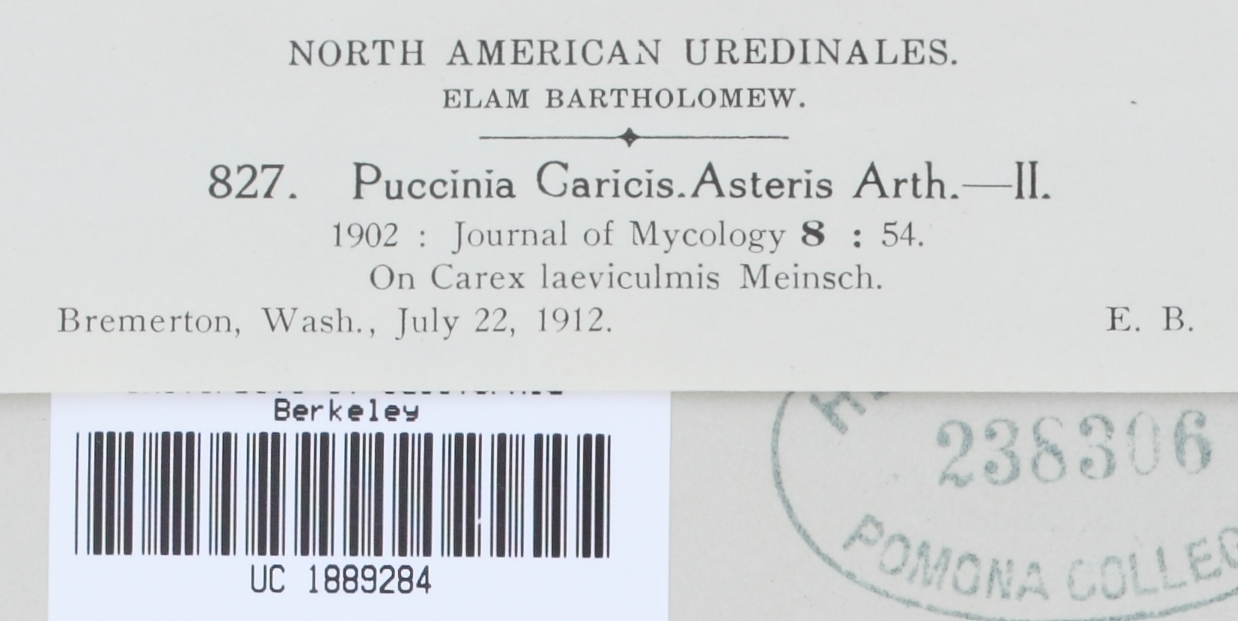 NORTH AMERICAN UREDINALES.
ELAM BARTHOLOMEW.
827. Puccinia Caricis.Asteris Arth.—II.
1902 : Journal of Mycology 8 : 54.
On Carex laeviculmis Meinsch.
Bremerton, Wash., July 22, 1912. E. B.
Berkeley
UC 1889284
238306
POMONA COLLEG